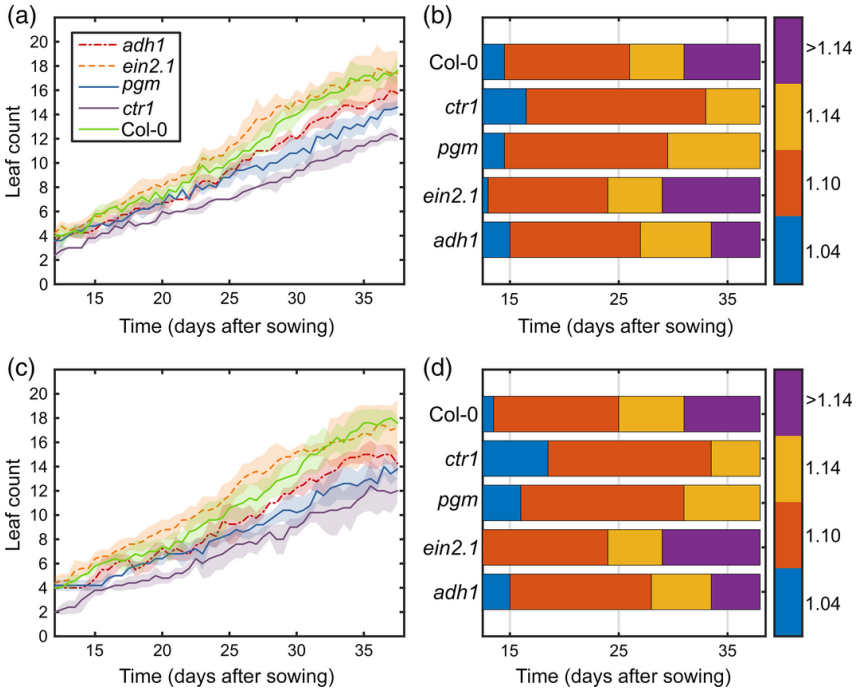 (a)
Leaf count
20
18
16
14
12
10
8
6
4
2
0
adh1
ein2.1
pgm
ctr1
Col-0
15 20 25 30 35
Time (days after sowing)
(b)
Col-0
ctr1
pgm
ein2.1
adh1
15 25 35
Time (days after sowing)
>1.14
1.14
1.10
1.04
(c)
Leaf count
20
18
16
14
12
10
8
6
4
2
0
15 20 25 30 35
Time (days after sowing)
(d)
Col-0
ctr1
pgm
ein2.1
adh1
15 25 35
Time (days after sowing)
>1.14
1.14
1.10
1.04